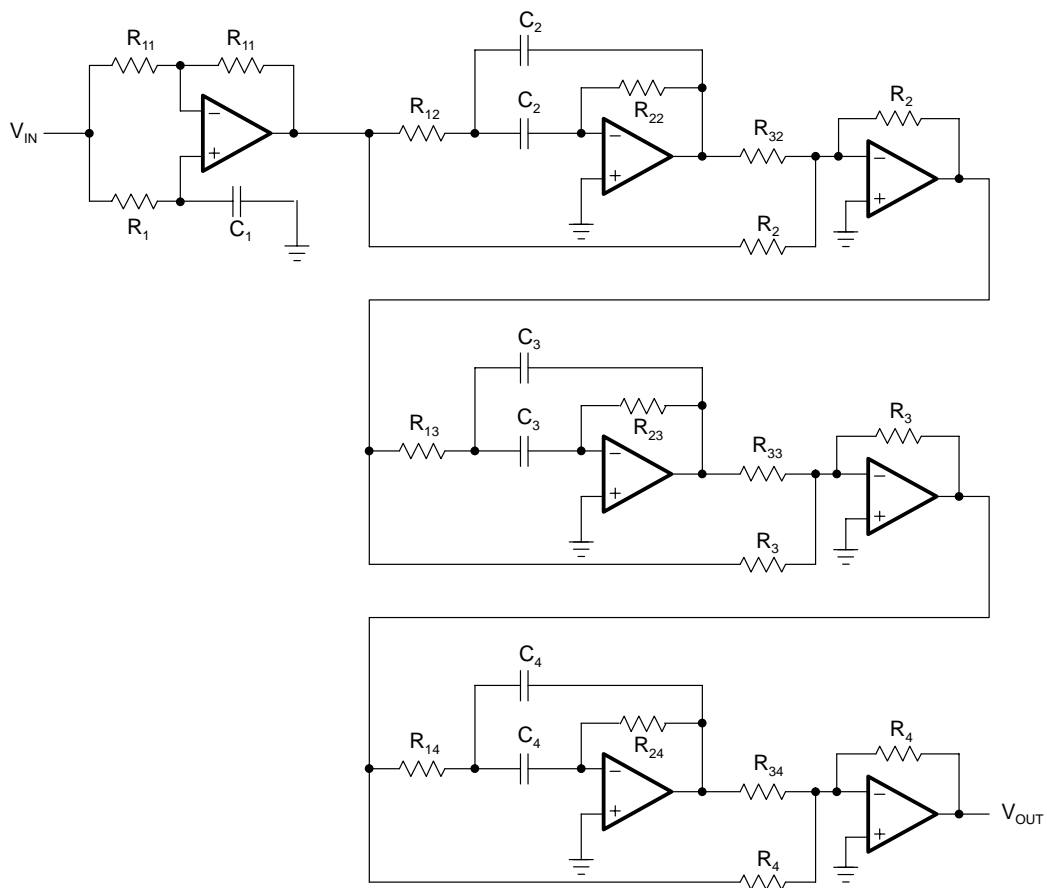 R11 R11
C2
R12 C2 R22 R32 R2
VIN
−
+
−
+
−
+
R1 C1 R2
C3
R13 C3 R23 R33 R3
−
+
−
+
R3
C4
R14 C4 R24 R34 R4
−
+
−
+
VOUT
R4